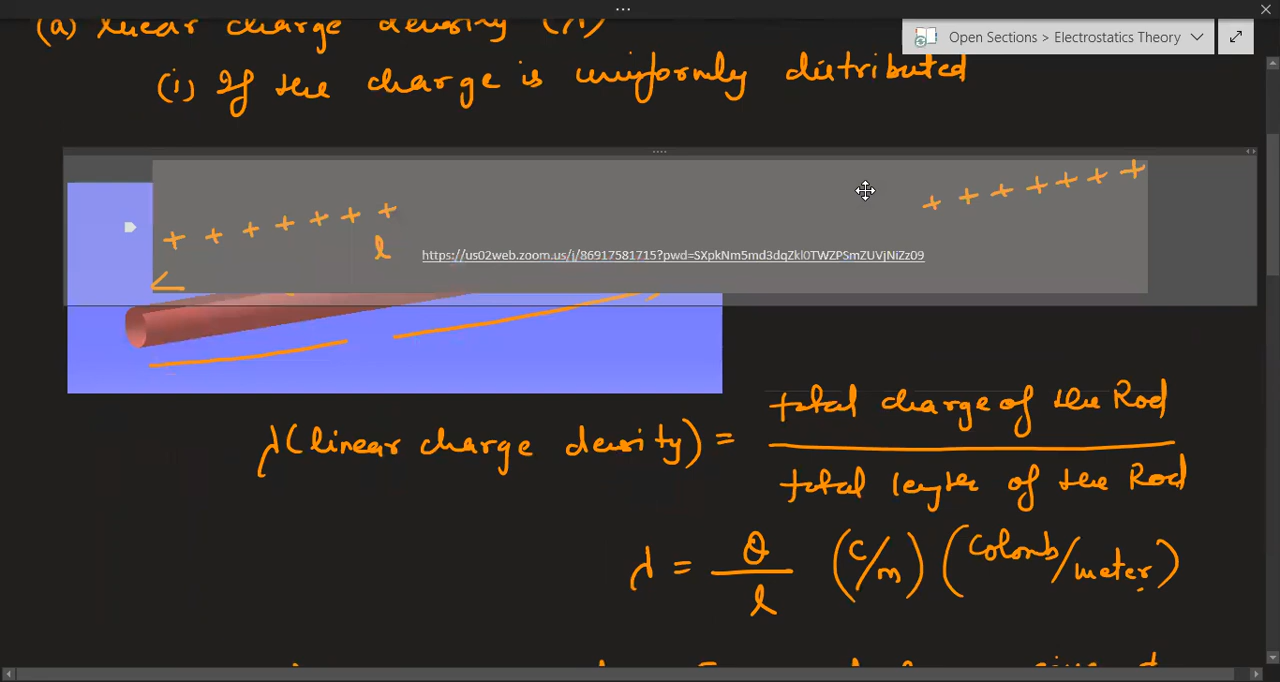 (a) linear charge density (λ)
Open Sections > Electrostatics Theory
(i) If the charge is uniformly distributed
+ + + + + + +
+ + + + + + +
l
https://us02web.zoom.us/j/86917581715?pwd=SXpkNm5md3dqZkl0TWZPSmZUVjNiZz09
λ(linear charge density) = total charge of the Rod
total length of the Rod
λ = Q/l (C/m) (Colomb/meter)